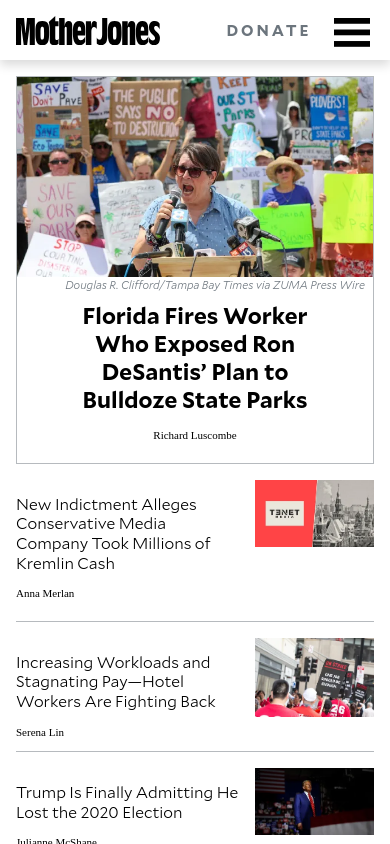 Mother Jones
DONATE
SAVE
Don't PAVE
THE
PUBLIC
SAYS NO
TO DESTRUCTION
KEEP
OUR ST.
Parks
SAVE
SAVE OUR
STOP
COURTING
DISASTER
Douglas R. Clifford/Tampa Bay Times via ZUMA Press Wire
Florida Fires Worker
Who Exposed Ron
DeSantis’ Plan to
Bulldoze State Parks
Richard Luscombe
New Indictment Alleges
Conservative Media
Company Took Millions of
Kremlin Cash
Anna Merlan
TENET
MEDIA
Increasing Workloads and
Stagnating Pay—Hotel
Workers Are Fighting Back
Serena Lin
26
Trump Is Finally Admitting He
Lost the 2020 Election
Julianne McShane